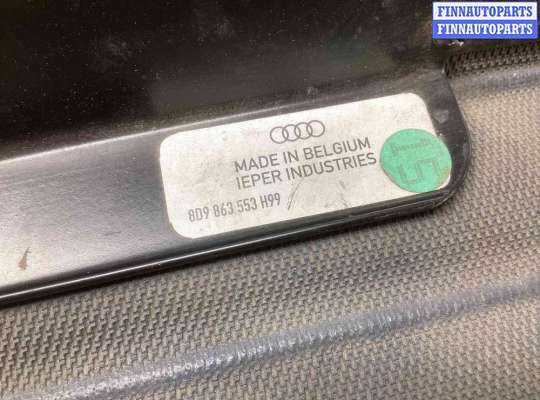 FINNAUTOPARTS
FINNAUTOPARTS
MADE IN BELGIUM
IEPER INDUSTRIES
8D9 863 553 H99